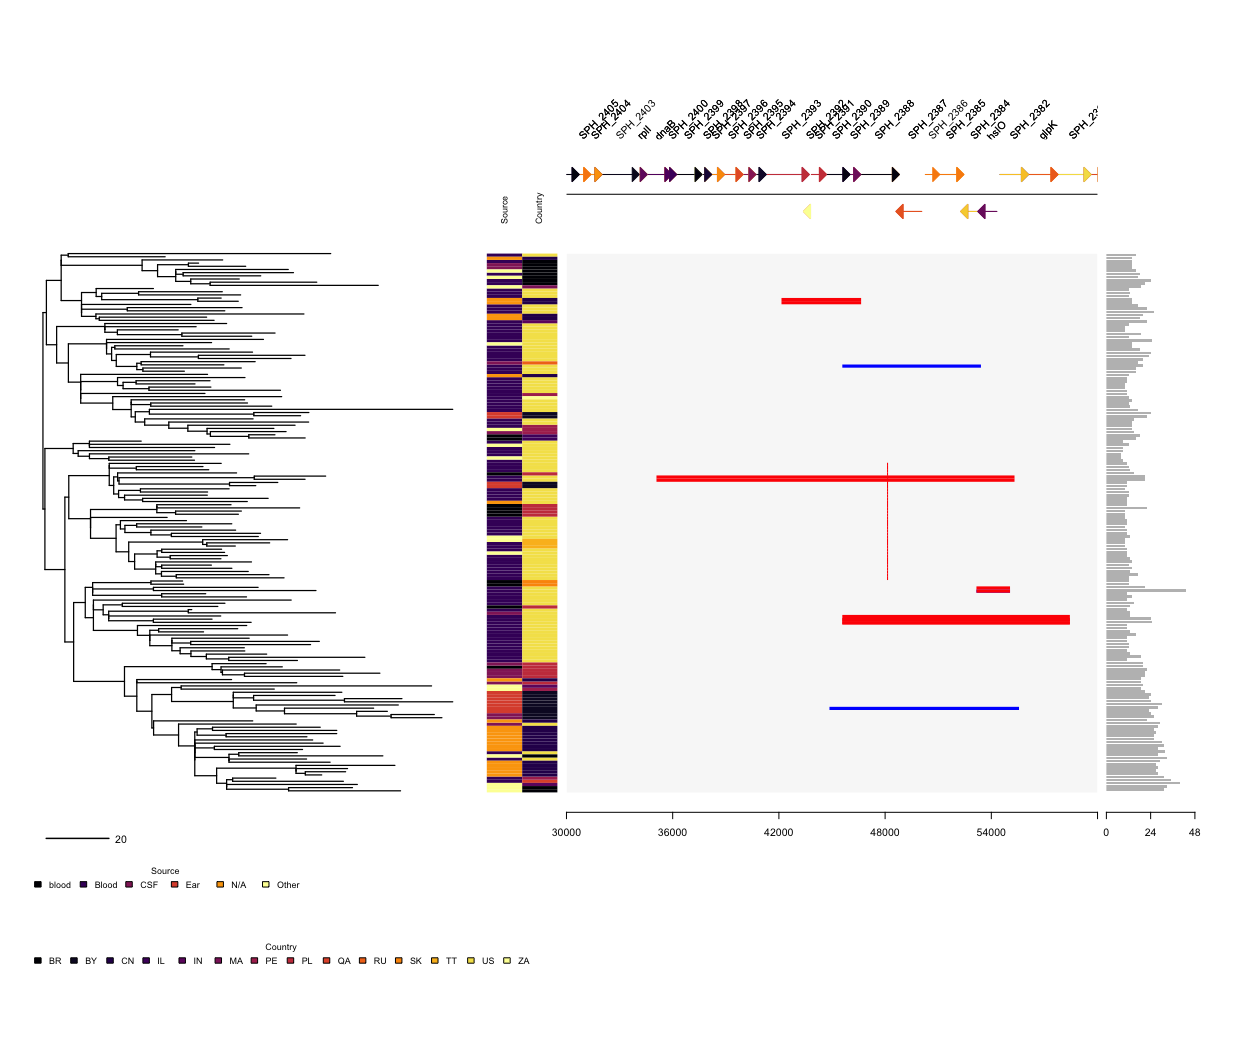 SPH_2405
SPH_2404
SPH_2403
rplI
dnaB
SPH_2400
SPH_2399
SPH_2398
SPH_2397
SPH_2396
SPH_2395
SPH_2394
SPH_2393
SPH_2392
SPH_2391
SPH_2390
SPH_2389
SPH_2388
SPH_2387
SPH_2386
SPH_2385
SPH_2384
hslO
SPH_2382
glpK
Source
Country
30000 36000 42000 48000 54000 0 24 48
20
Source
blood Blood CSF Ear N/A Other
Country
BR BY CN IL IN MA PE PL QA RU SK TT US ZA